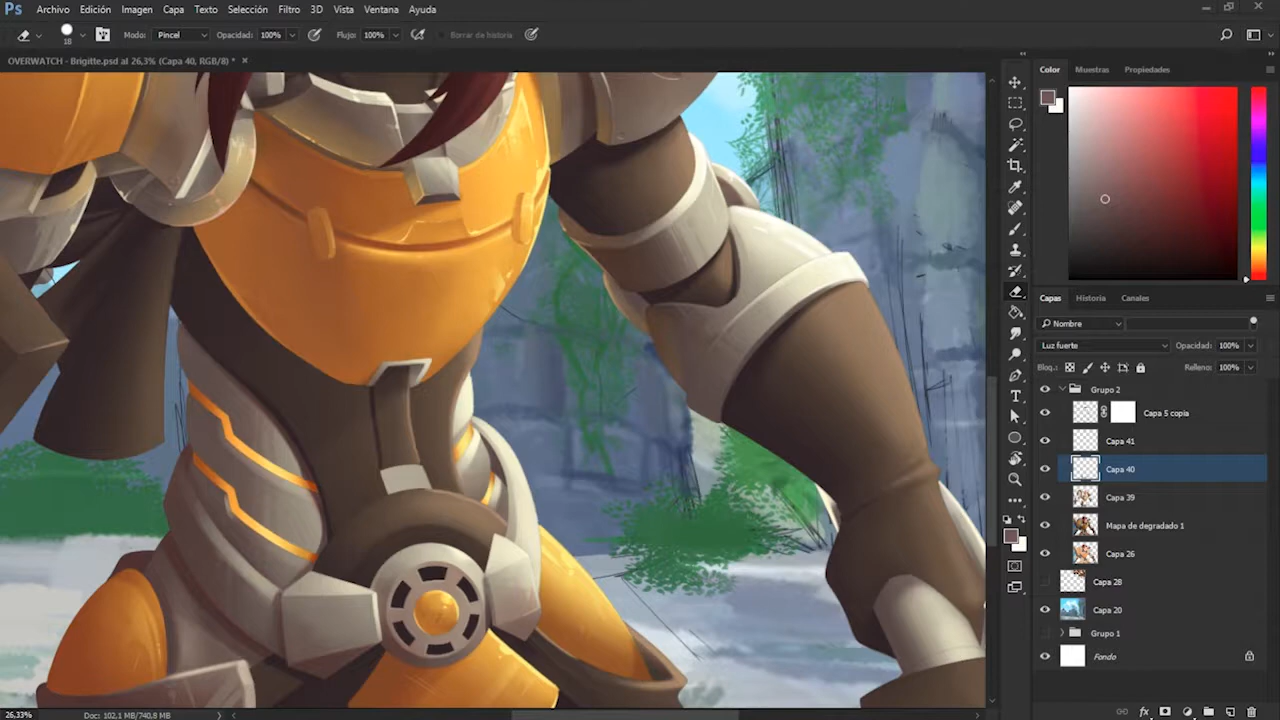 Ps Archivo Edición Imagen Capa Texto Selección Filtro 3D Vista Ventana Ayuda
18 Modo: Pincel Opacidad: 100% Flujo: 100% Borrar de historia
OVERWATCH - Brigitte.psd al 26,3% (Capa 40, RGB/8) * ×
Color Muestras Propiedades
Capas Historia Canales
Nombre
Luz fuerte Opacidad: 100%
Bloq.: Relleno: 100%
Grupo 2
Capa 5 copia
Capa 41
Capa 40
Capa 39
Mapa de degradado 1
Capa 26
Capa 28
Capa 20
Grupo 1
Fondo
26,33% Doc: 102,1 MB/740,8 MB
fx